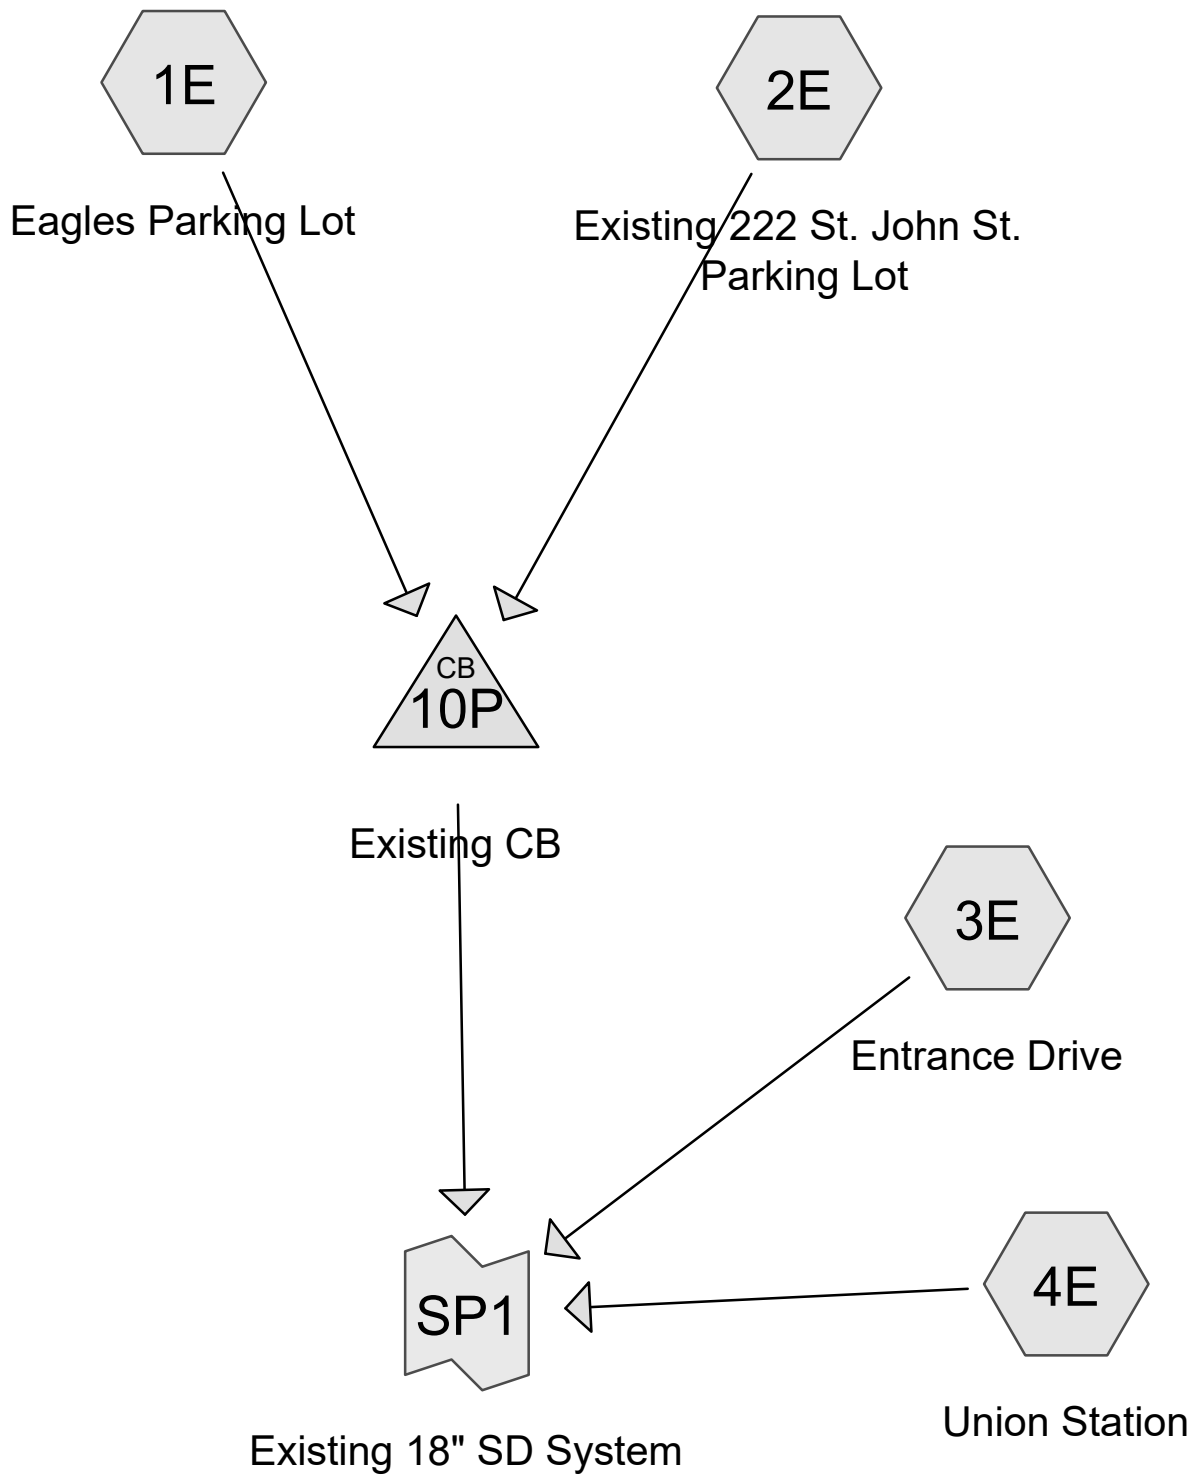 1E
Eagles Parking Lot
2E
Existing 222 St. John St.
Parking Lot
CB
10P
Existing CB
3E
Entrance Drive
4E
Union Station
SP1
Existing 18" SD System